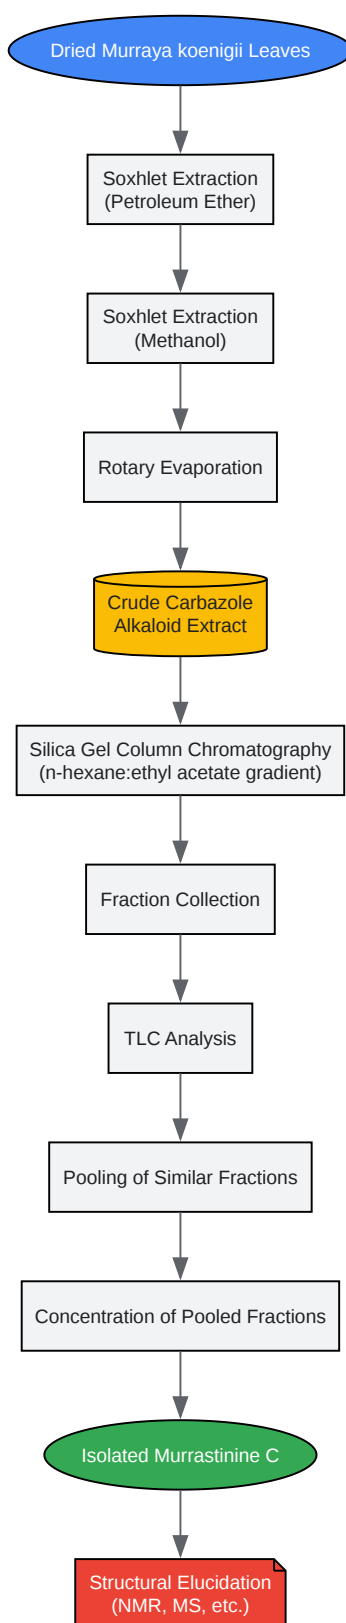 Dried Murraya koenigii Leaves
Soxhlet Extraction
(Petroleum Ether)
Soxhlet Extraction
(Methanol)
Rotary Evaporation
Crude Carbazole
Alkaloid Extract
Silica Gel Column Chromatography
(n-hexane:ethyl acetate gradient)
Fraction Collection
TLC Analysis
Pooling of Similar Fractions
Concentration of Pooled Fractions
Isolated Murrastinine C
Structural Elucidation
(NMR, MS, etc.)